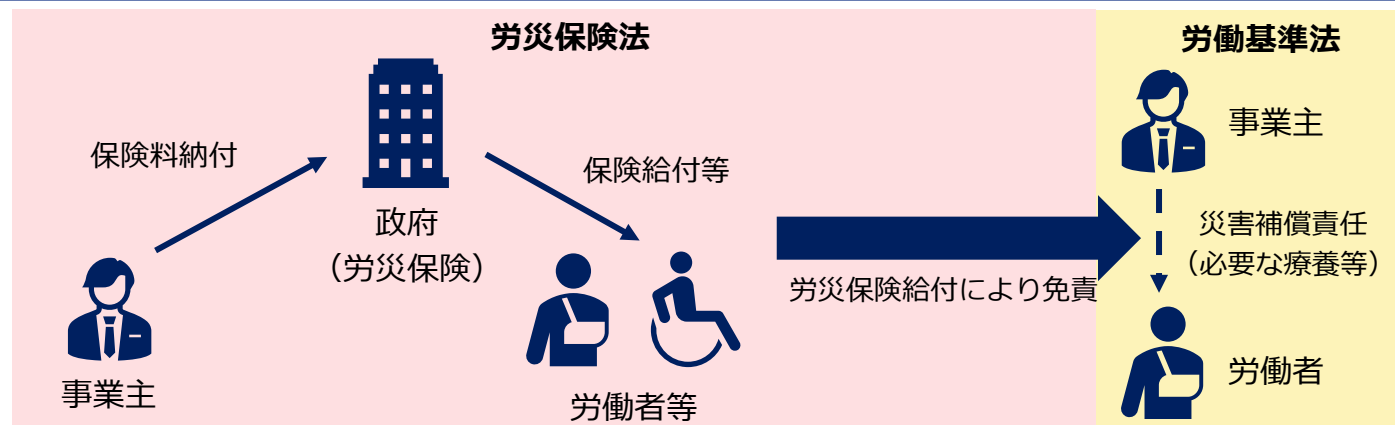 労災保険法
保険料納付
政府
（労災保険）
保険給付等
事業主
労働者等
労災保険給付により免責
労働基準法
事業主
災害補償責任
（必要な療養等）
労働者